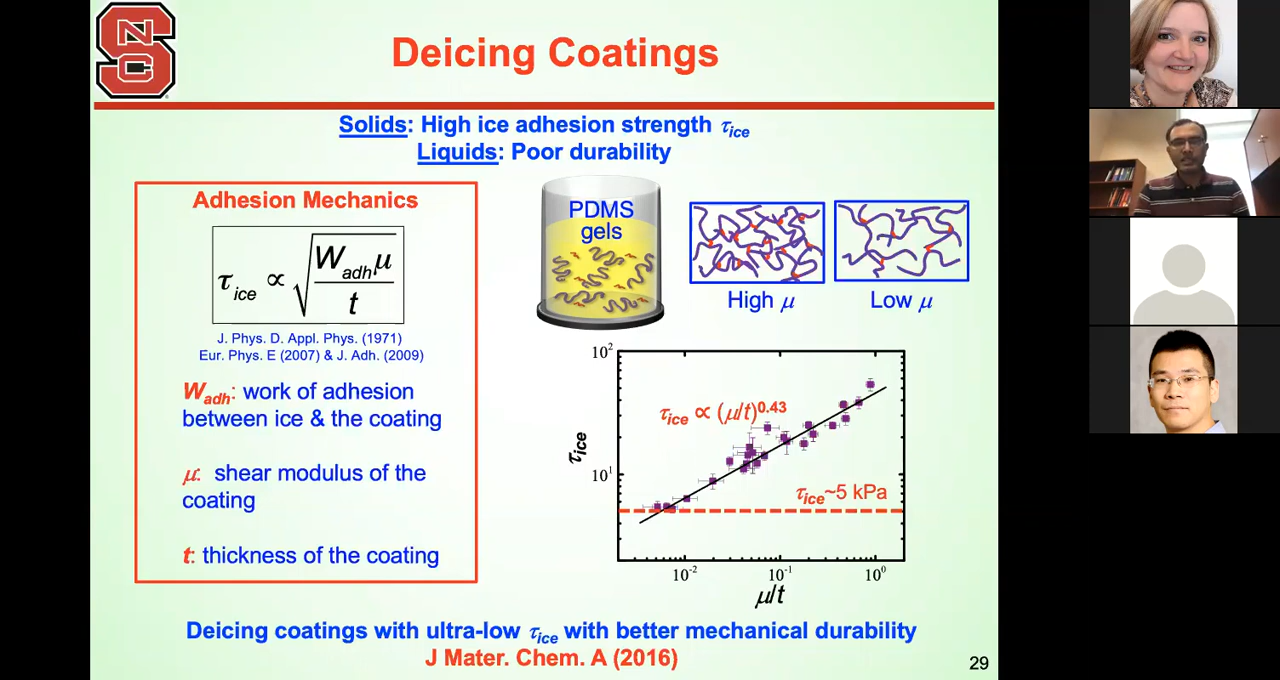 NCS
Deicing Coatings
Solids: High ice adhesion strength τice
Liquids: Poor durability
Adhesion Mechanics
τice ∝ √(Wadhμ/t)
J. Phys. D. Appl. Phys. (1971)
Eur. Phys. E (2007) & J. Adh. (2009)
Wadh: work of adhesion
between ice & the coating
μ: shear modulus of the
coating
t: thickness of the coating
PDMS
gels
High μ
Low μ
10²
τice ∝ (μ/t)^0.43
τice
10¹
τice~5 kPa
10⁻² 10⁻¹ 10⁰
μ/t
Deicing coatings with ultra-low τice with better mechanical durability
J Mater. Chem. A (2016)
29